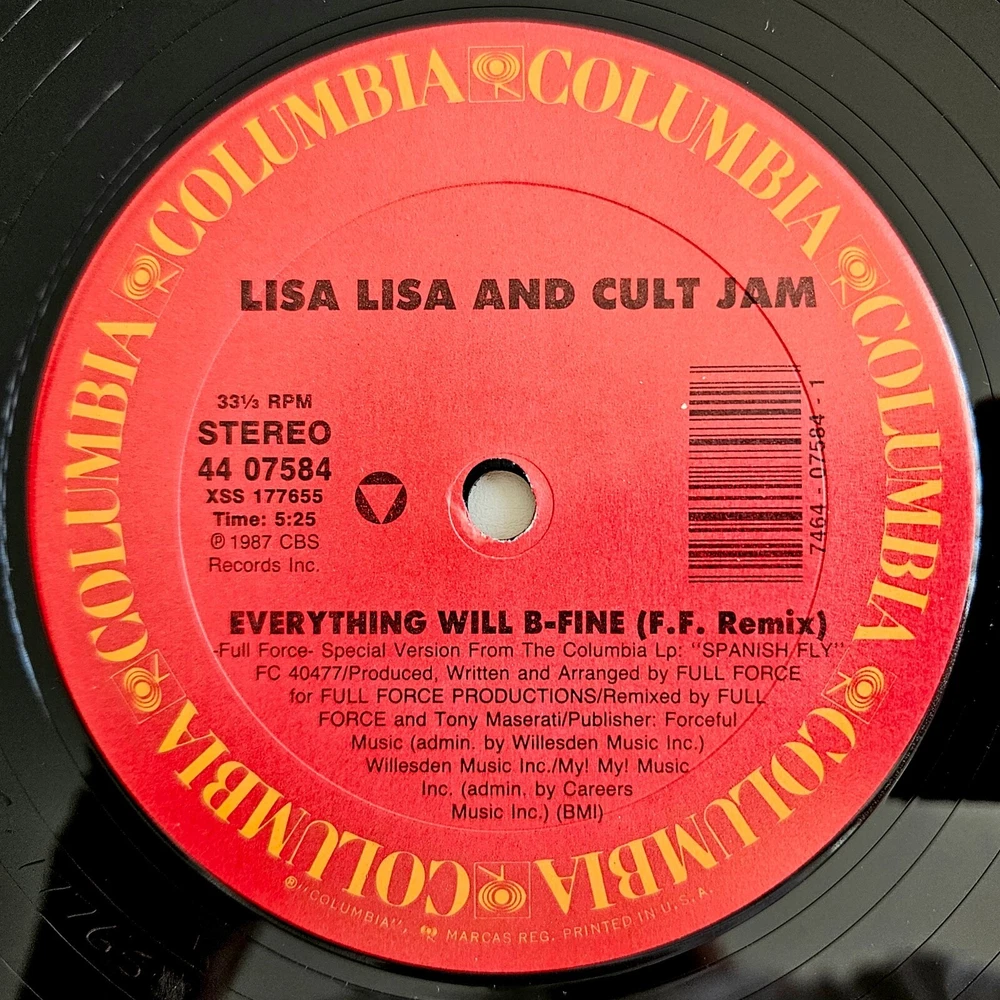 COLUMBIA COLUMBIA COLUMBIA COLUMBIA COLUMBIA COLUMBIA
LISA LISA AND CULT JAM
33⅓ RPM
STEREO
44 07584
XSS 177655
Time: 5:25
℗ 1987 CBS
Records Inc.
7464-07584-1
EVERYTHING WILL B-FINE (F.F. Remix)
-Full Force- Special Version From The Columbia Lp: "SPANISH FLY"
FC 40477/Produced, Written and Arranged by FULL FORCE
for FULL FORCE PRODUCTIONS/Remixed by FULL
FORCE and Tony Maserati/Publisher: Forceful
Music (admin. by Willesden Music Inc.)
Willesden Music Inc./My! My! Music
Inc. (admin. by Careers
Music Inc.) (BMI)
® "COLUMBIA", MARCAS REG. PRINTED IN U.S.A.